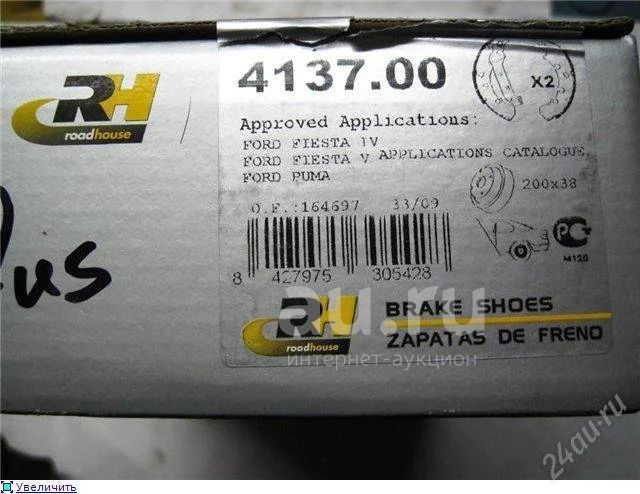 RH
roadhouse
4137.00
X2
Approved Applications:
FORD FIESTA IV
FORD FIESTA V APPLICATIONS CATALOGUE
FORD PUMA
200x38
O.F.:164697 33/09
8 427975 305428
PC
M120
RH
roadhouse
BRAKE SHOES
ZAPATAS DE FRENO
us
au.ru
интернет-аукцион
24au.ru
Увеличить